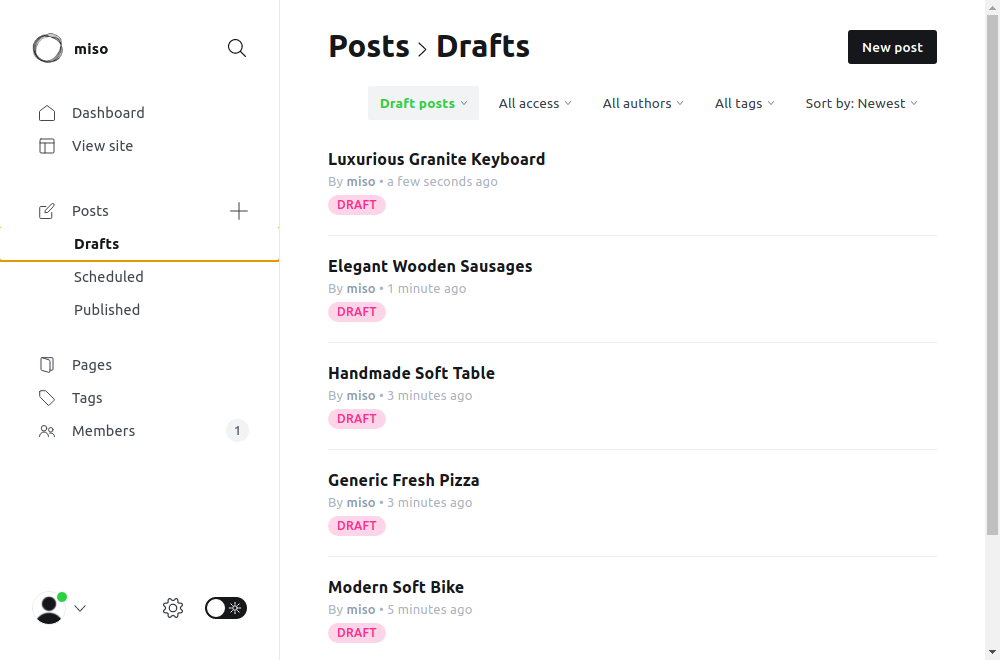 miso
Dashboard
View site
Posts
Drafts
Scheduled
Published
Pages
Tags
Members 1
Posts > Drafts
New post
Draft posts All access All authors All tags Sort by: Newest
Luxurious Granite Keyboard
By miso • a few seconds ago
DRAFT
Elegant Wooden Sausages
By miso • 1 minute ago
DRAFT
Handmade Soft Table
By miso • 3 minutes ago
DRAFT
Generic Fresh Pizza
By miso • 3 minutes ago
DRAFT
Modern Soft Bike
By miso • 5 minutes ago
DRAFT